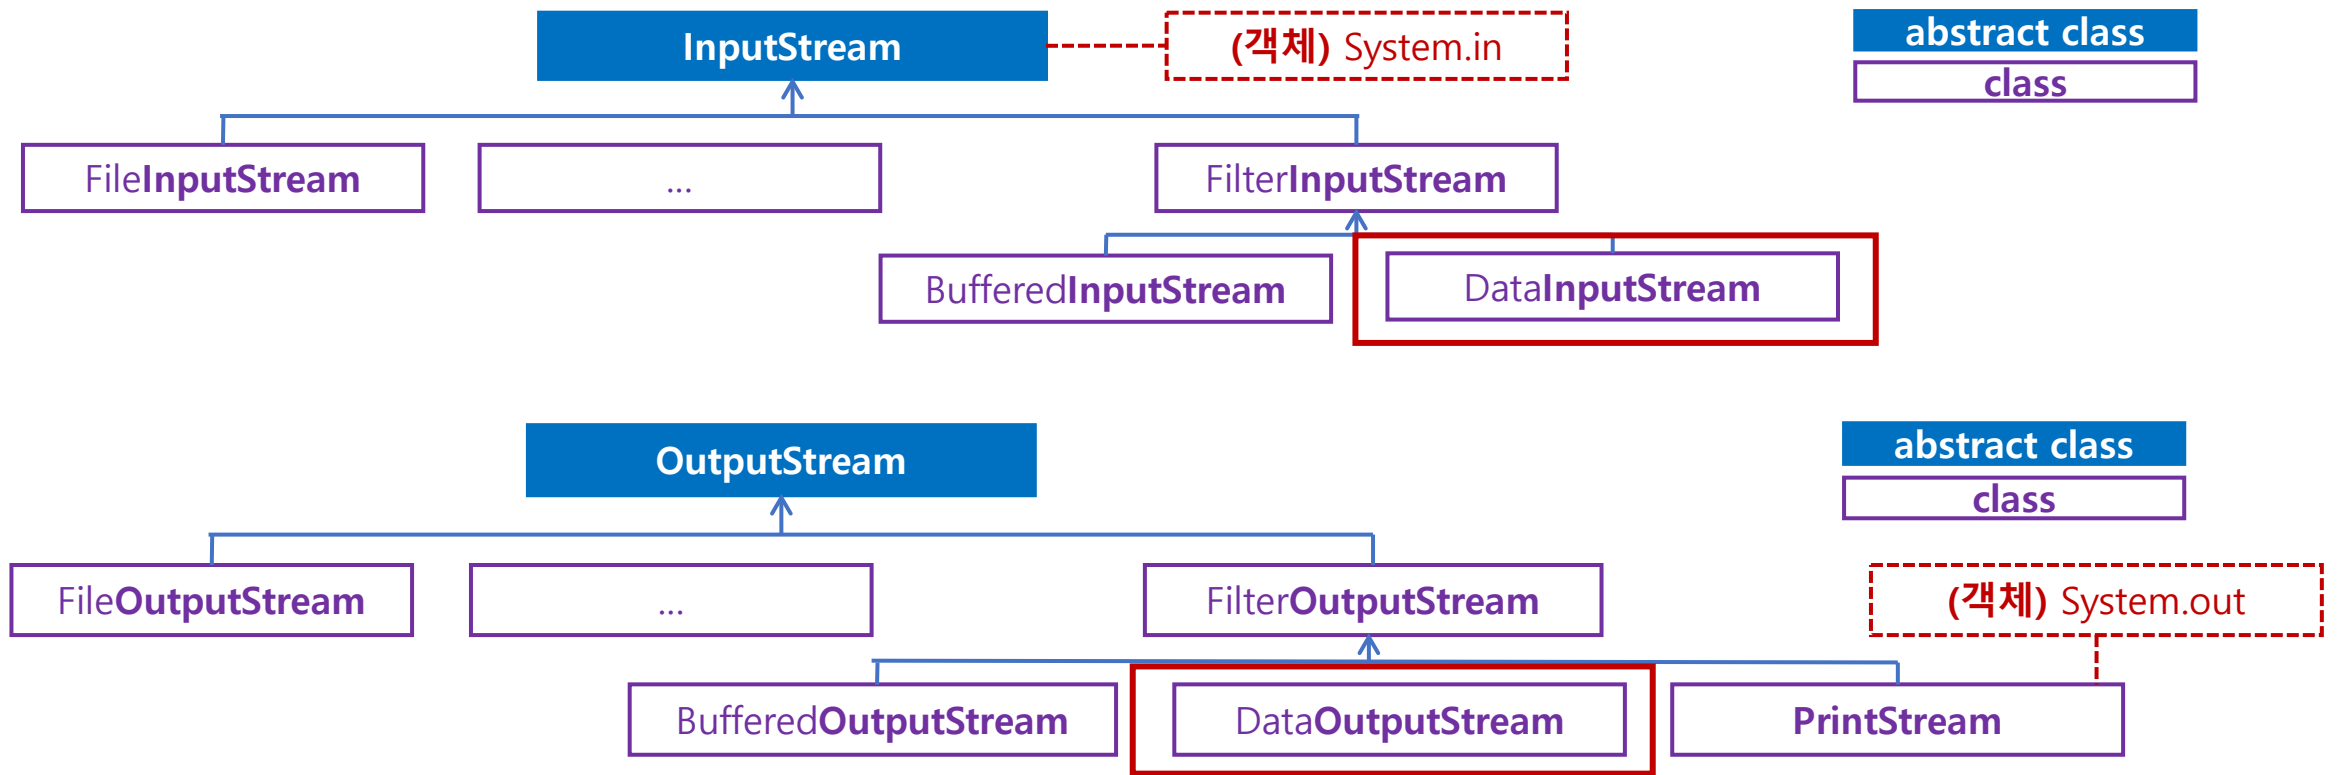 InputStream
(객체) System.in
abstract class
class
FileInputStream
...
FilterInputStream
BufferedInputStream
DataInputStream
OutputStream
abstract class
class
FileOutputStream
...
FilterOutputStream
(객체) System.out
BufferedOutputStream
DataOutputStream
PrintStream